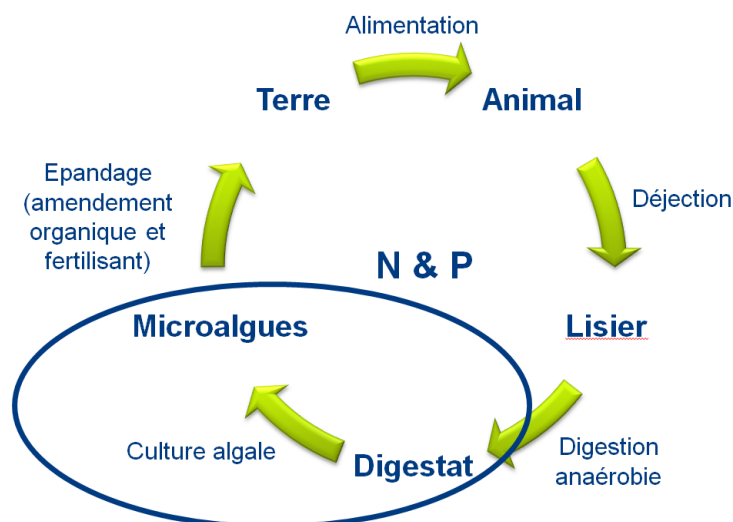 Alimentation
Terre
Animal
Epandage
(amendement
organique et
fertilisant)
Déjection
N & P
Microalgues
Lisier
Culture algale
Digestat
Digestion
anaérobie